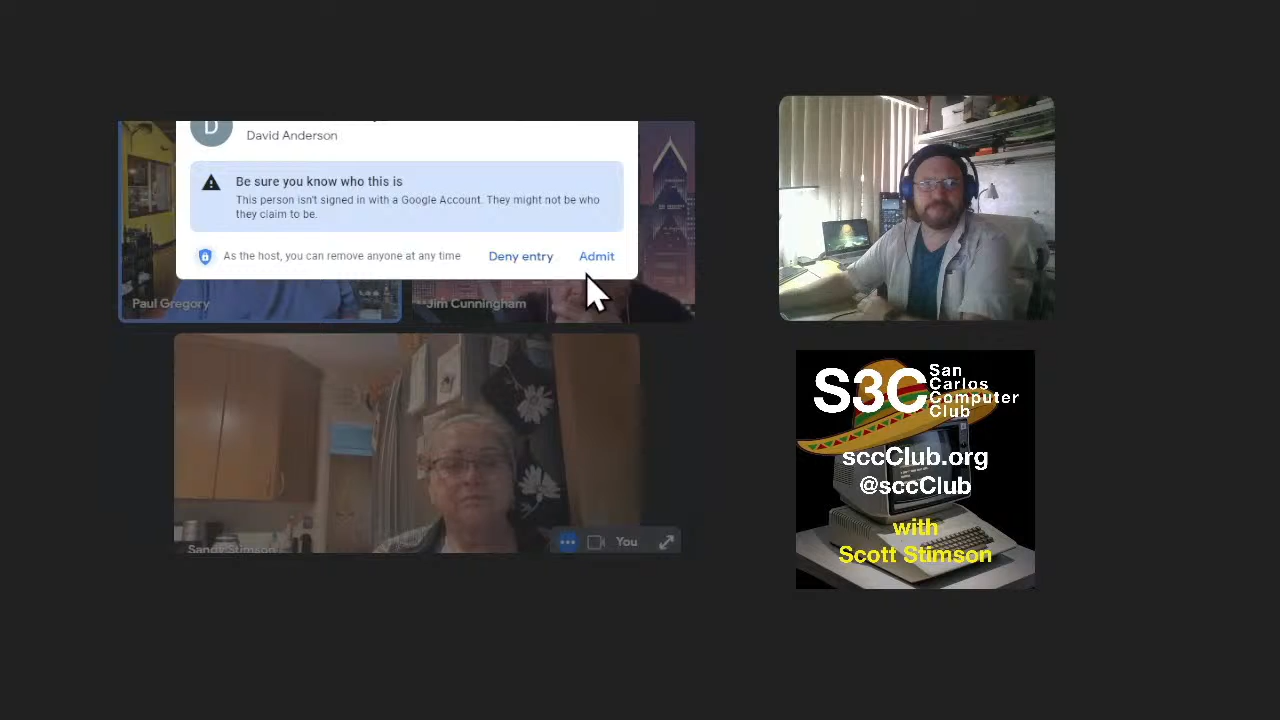 D
David Anderson
Be sure you know who this is
This person isn't signed in with a Google Account. They might not be who
they claim to be.
As the host, you can remove anyone at any time
Deny entry
Admit
Paul Gregory
Jim Cunningham
Sandy Stimson
You
S3C
San
Carlos
Computer
Club
sccClub.org
@sccClub
with
Scott Stimson